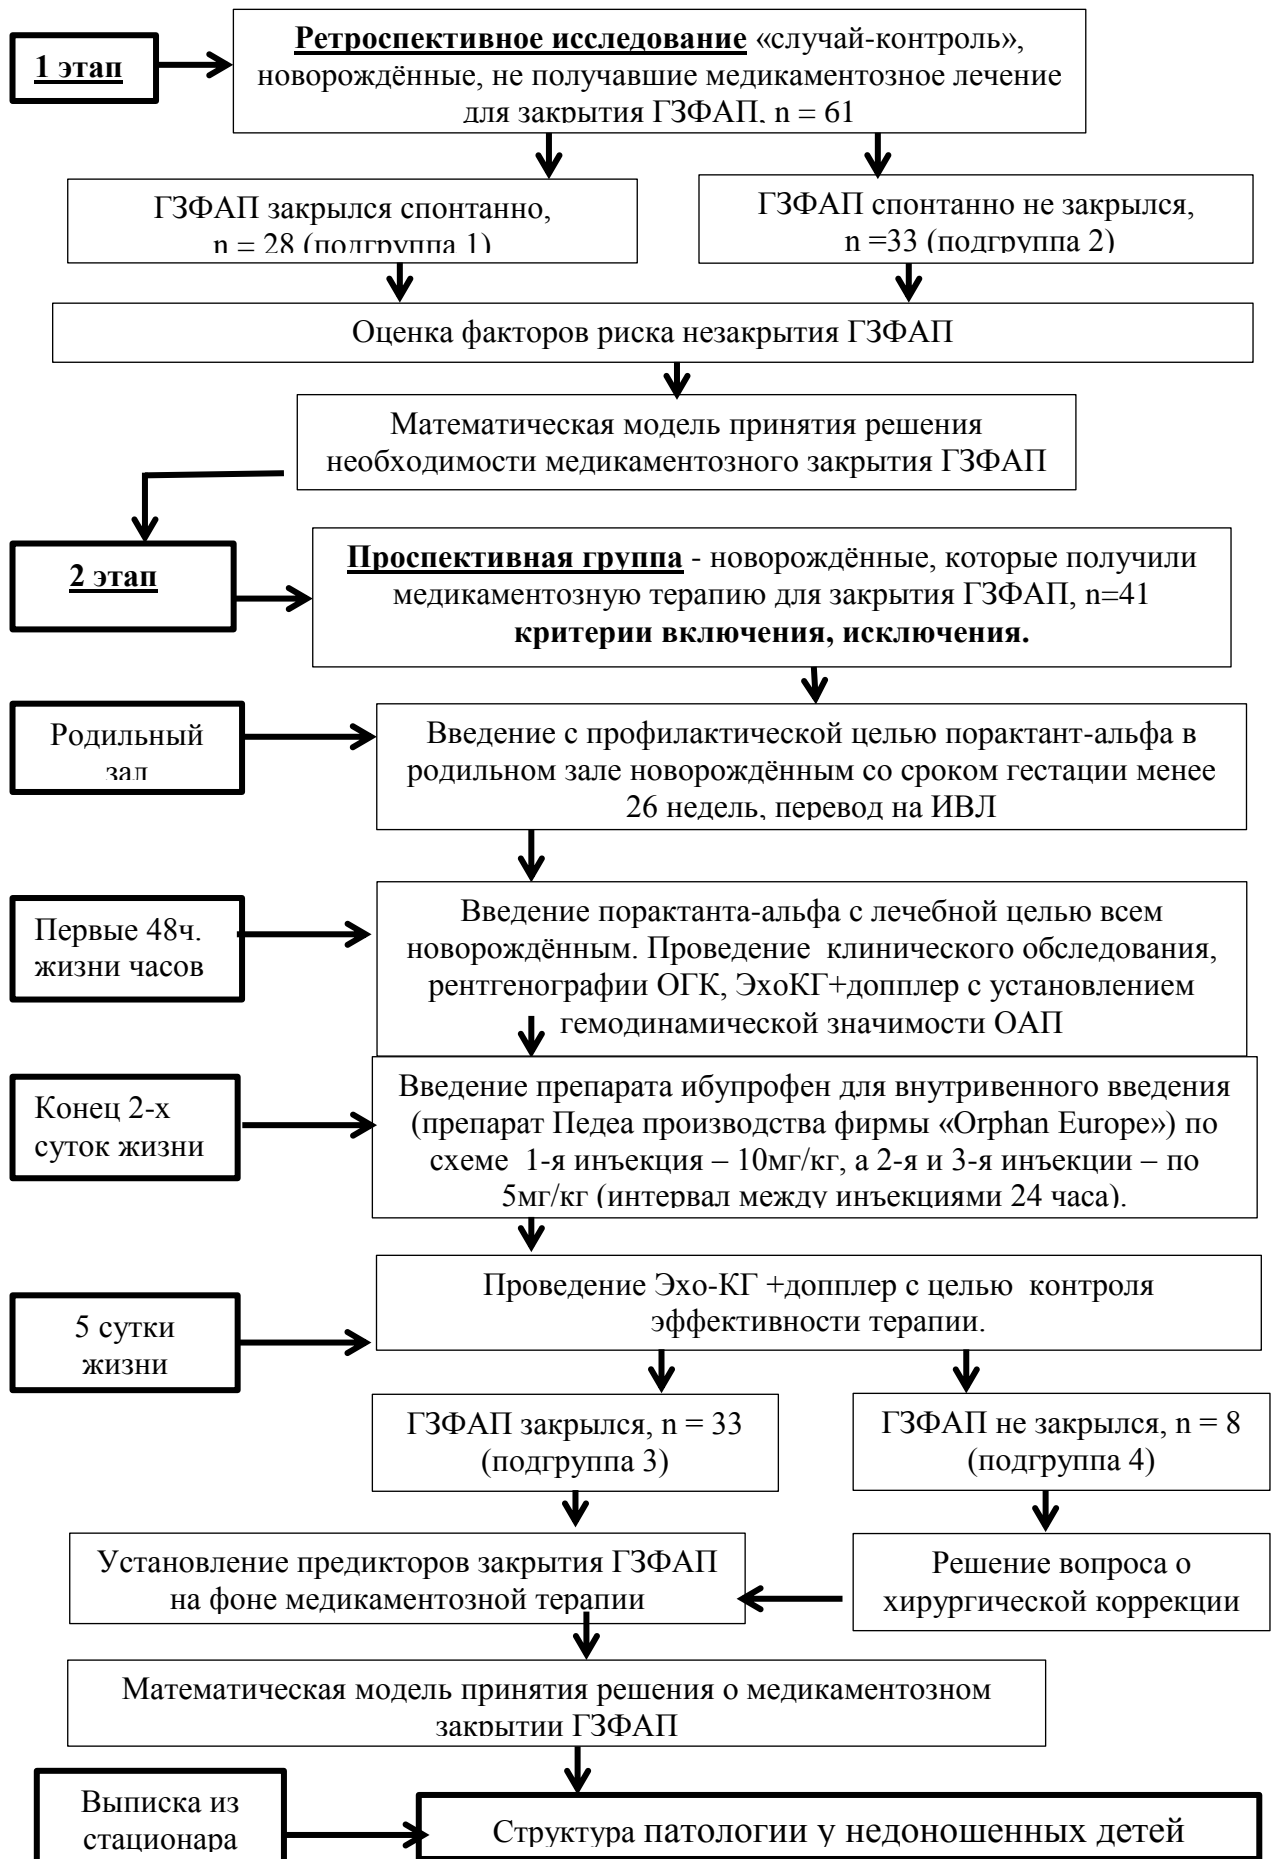 1 этап
Ретроспективное исследование «случай-контроль»,
новорождённые, не получавшие медикаментозное лечение
для закрытия ГЗФАП, n = 61
ГЗФАП закрылся спонтанно,
n = 28 (подгруппа 1)
ГЗФАП спонтанно не закрылся,
n =33 (подгруппа 2)
Оценка факторов риска незакрытия ГЗФАП
Математическая модель принятия решения
необходимости медикаментозного закрытия ГЗФАП
2 этап
Проспективная группа - новорождённые, которые получили
медикаментозную терапию для закрытия ГЗФАП, n=41
критерии включения, исключения.
Родильный
зал
Введение с профилактической целью порактант-альфа в
родильном зале новорождённым со сроком гестации менее
26 недель, перевод на ИВЛ
Первые 48ч.
жизни часов
Введение порактанта-альфа с лечебной целью всем
новорождённым. Проведение клинического обследования,
рентгенографии ОГК, ЭхоКГ+допплер с установлением
гемодинамической значимости ОАП
Конец 2-х
суток жизни
Введение препарата ибупрофен для внутривенного введения
(препарат Педеа производства фирмы «Orphan Europe») по
схеме 1-я инъекция – 10мг/кг, а 2-я и 3-я инъекции – по
5мг/кг (интервал между инъекциями 24 часа).
5 сутки
жизни
Проведение Эхо-КГ +допплер с целью контроля
эффективности терапии.
ГЗФАП закрылся, n = 33
(подгруппа 3)
ГЗФАП не закрылся, n = 8
(подгруппа 4)
Установление предикторов закрытия ГЗФАП
на фоне медикаментозной терапии
Решение вопроса о
хирургической коррекции
Математическая модель принятия решения о медикаментозном
закрытии ГЗФАП
Выписка из
стационара
Структура патологии у недоношенных детей